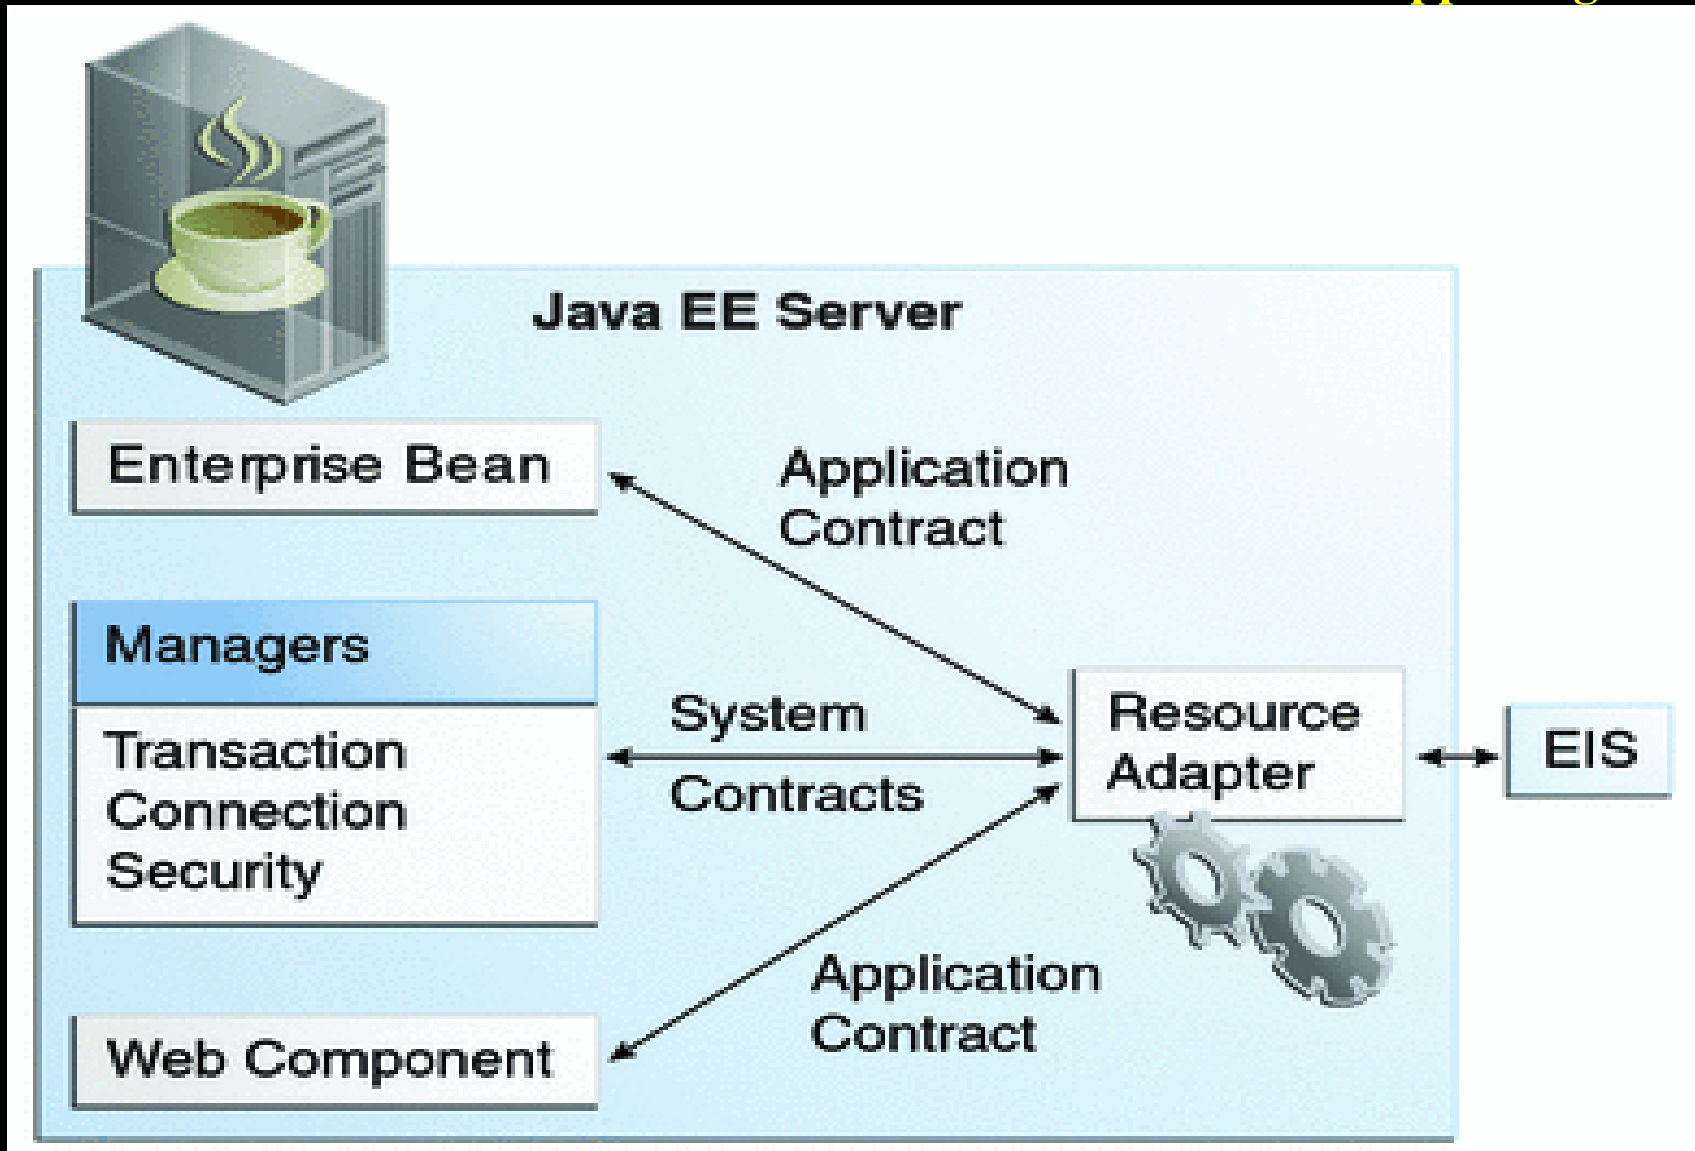 Java EE Server
Enterprise Bean
Application
Contract
Managers
Transaction
Connection
Security
System
Contracts
Resource
Adapter
EIS
Application
Contract
Web Component